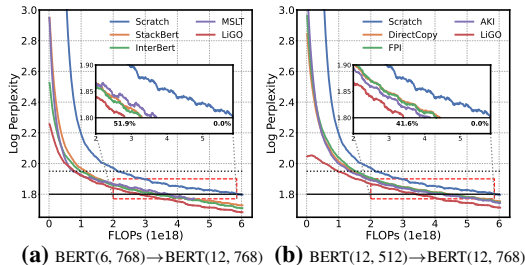 3.0
2.8
2.6
2.4
2.2
2.0
1.8
Log Perplexity
Scratch
StackBert
InterBert
MSLT
LiGO
1.90
1.85
1.80
2
3
4
5
51.9%
0.0%
0 1 2 3 4 5 6
FLOPs (1e18)
(a) BERT(6, 768)→BERT(12, 768)
3.0
2.8
2.6
2.4
2.2
2.0
1.8
Log Perplexity
Scratch
DirectCopy
FPI
AKI
LiGO
1.90
1.85
1.80
2
3
4
5
41.6%
0.0%
0 1 2 3 4 5 6
FLOPs (1e18)
(b) BERT(12, 512)→BERT(12, 768)